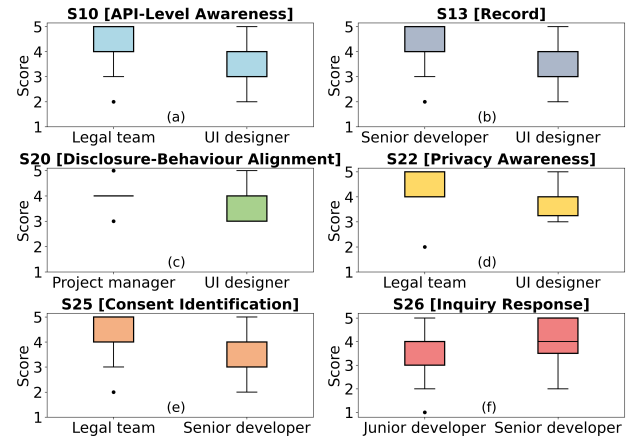 S10 [API-Level Awareness]
Score
5
4
3
2
1
(a)
Legal team UI designer
S13 [Record]
Score
5
4
3
2
1
(b)
Senior developer UI designer
S20 [Disclosure-Behaviour Alignment]
Score
5
4
3
2
1
(c)
Project manager UI designer
S22 [Privacy Awareness]
Score
5
4
3
2
1
(d)
Legal team UI designer
S25 [Consent Identification]
Score
5
4
3
2
1
(e)
Legal team Senior developer
S26 [Inquiry Response]
Score
5
4
3
2
1
(f)
Junior developer Senior developer